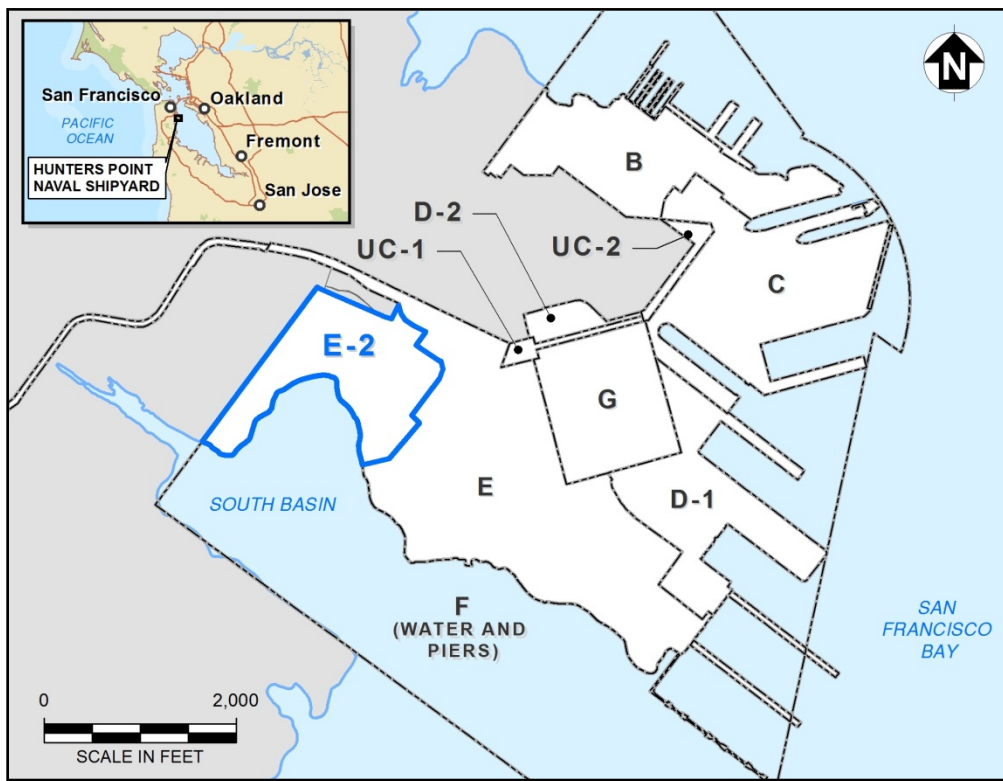 San Francisco
Oakland
PACIFIC
OCEAN
Fremont
HUNTERS POINT
NAVAL SHIPYARD
San Jose
N
B
D-2
UC-1
UC-2
C
E-2
G
E
D-1
SOUTH BASIN
F
(WATER AND
PIERS)
SAN
FRANCISCO
BAY
0
2,000
SCALE IN FEET